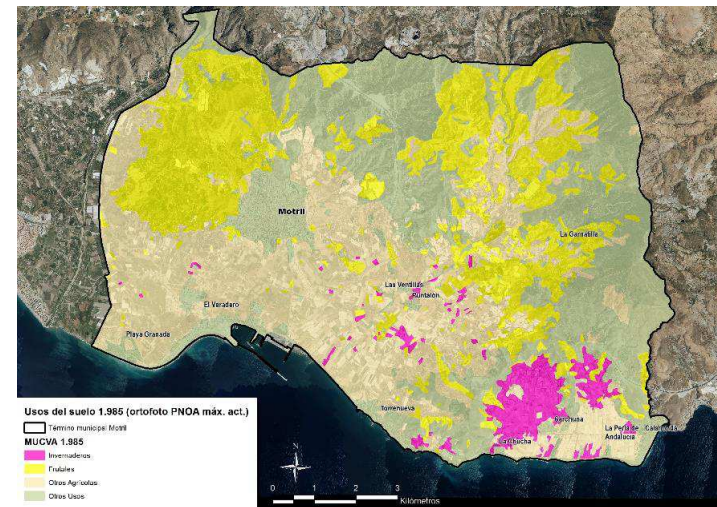 Motril
La Garnatilla
Las Ventillas
Puntalón
El Varadero
Playa Granada
Torrenueva
Carchuna
La Perla de
Andalucía
Calahonda
Usos del suelo 1.985 (ortofoto PNOA máx. act.)
Término municipal Motril
MUCVA 1.985
Invernaderos
Frutales
Otros Agrícolas
Otros Usos
N
0 1 2 3
Kilómetros